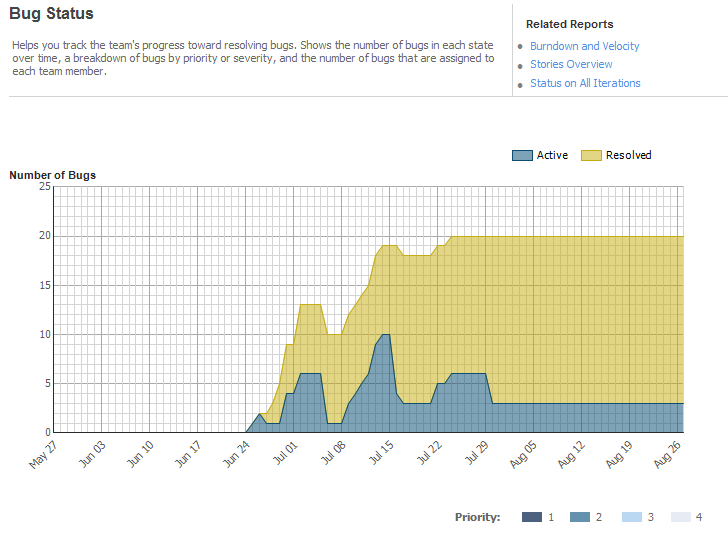 Bug Status
Helps you track the team's progress toward resolving bugs. Shows the number of bugs in each state
over time, a breakdown of bugs by priority or severity, and the number of bugs that are assigned to
each team member.
Related Reports
Burndown and Velocity
Stories Overview
Status on All Iterations
Active Resolved
Number of Bugs
25
20
15
10
5
0
May 27 Jun 03 Jun 10 Jun 17 Jun 24 Jul 01 Jul 08 Jul 15 Jul 22 Jul 29 Aug 05 Aug 12 Aug 19 Aug 26
Priority: 1 2 3 4